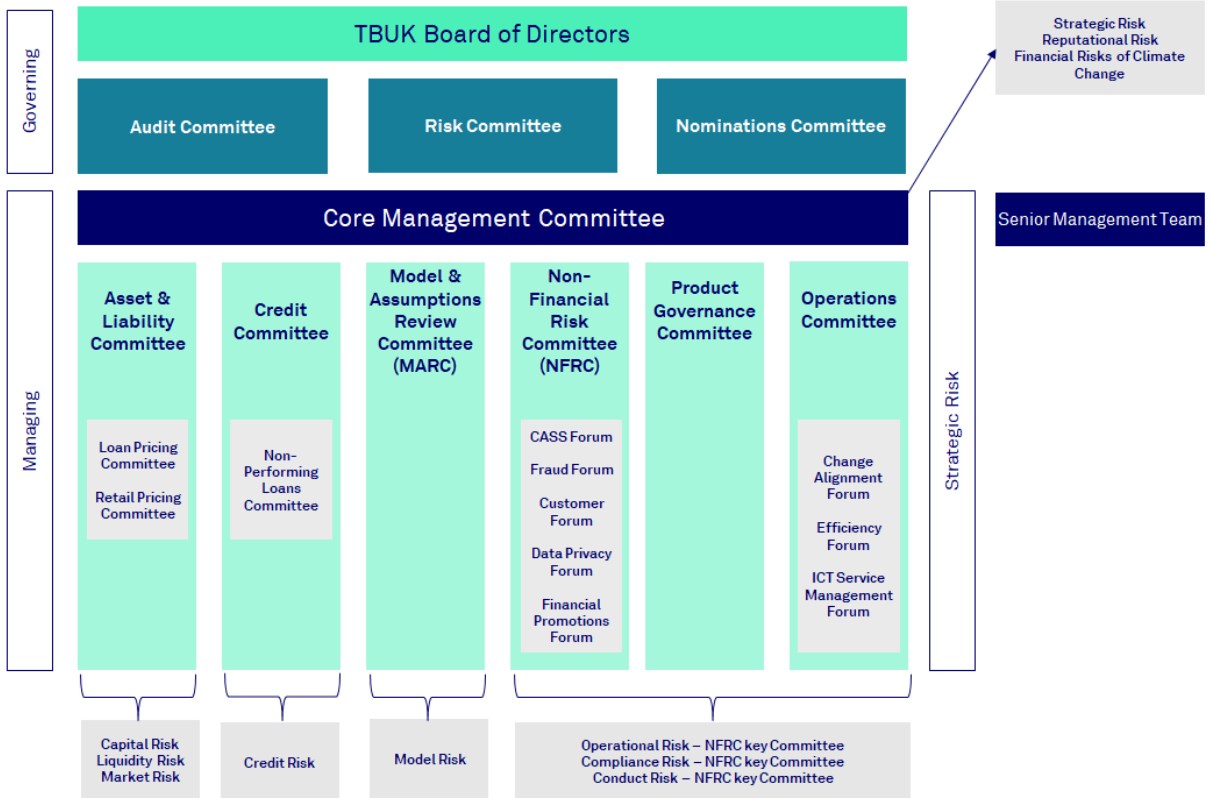 TBUK Board of Directors
Strategic Risk
Reputational Risk
Financial Risks of Climate
Change
Governing
Audit Committee
Risk Committee
Nominations Committee
Core Management Committee
Senior Management Team
Managing
Asset &
Liability
Committee
Loan Pricing
Committee
Retail Pricing
Committee
Credit
Committee
Non-
Performing
Loans
Committee
Model &
Assumptions
Review
Committee
(MARC)
Non-
Financial
Risk
Committee
(NFRC)
CASS Forum
Fraud Forum
Customer
Forum
Data Privacy
Forum
Financial
Promotions
Forum
Product
Governance
Committee
Operations
Committee
Change
Alignment
Forum
Efficiency
Forum
ICT Service
Management
Forum
Strategic Risk
Capital Risk
Liquidity Risk
Market Risk
Credit Risk
Model Risk
Operational Risk – NFRC key Committee
Compliance Risk – NFRC key Committee
Conduct Risk – NFRC key Committee